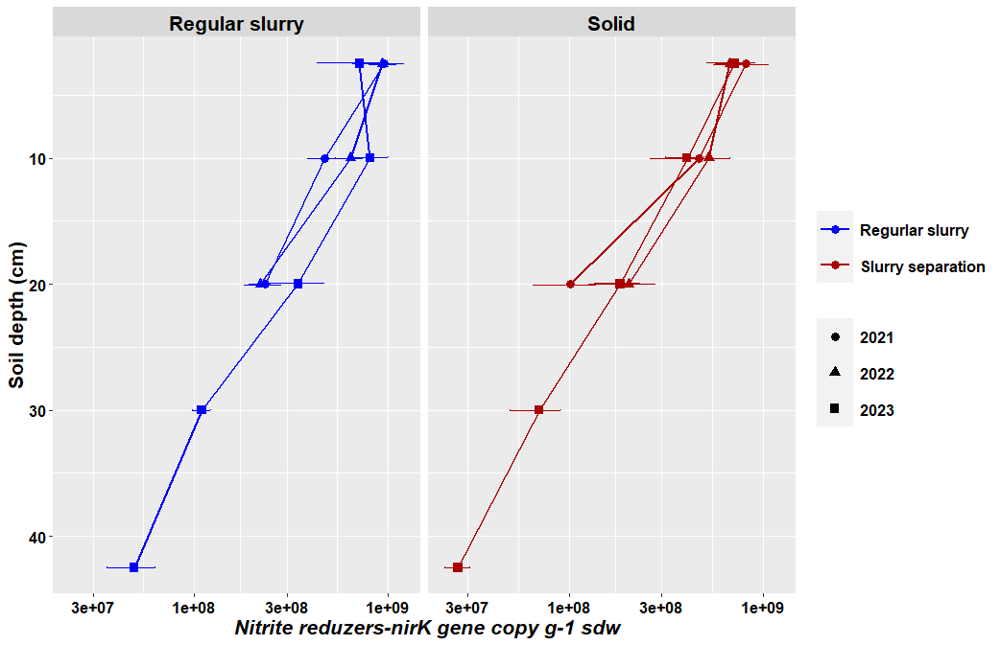 Regular slurry
Solid
Soil depth (cm)
10
20
30
40
3e+07 1e+08 3e+08 1e+09
3e+07 1e+08 3e+08 1e+09
Nitrite reduzers-nirK gene copy g-1 sdw
Regurlar slurry
Slurry separation
2021
2022
2023